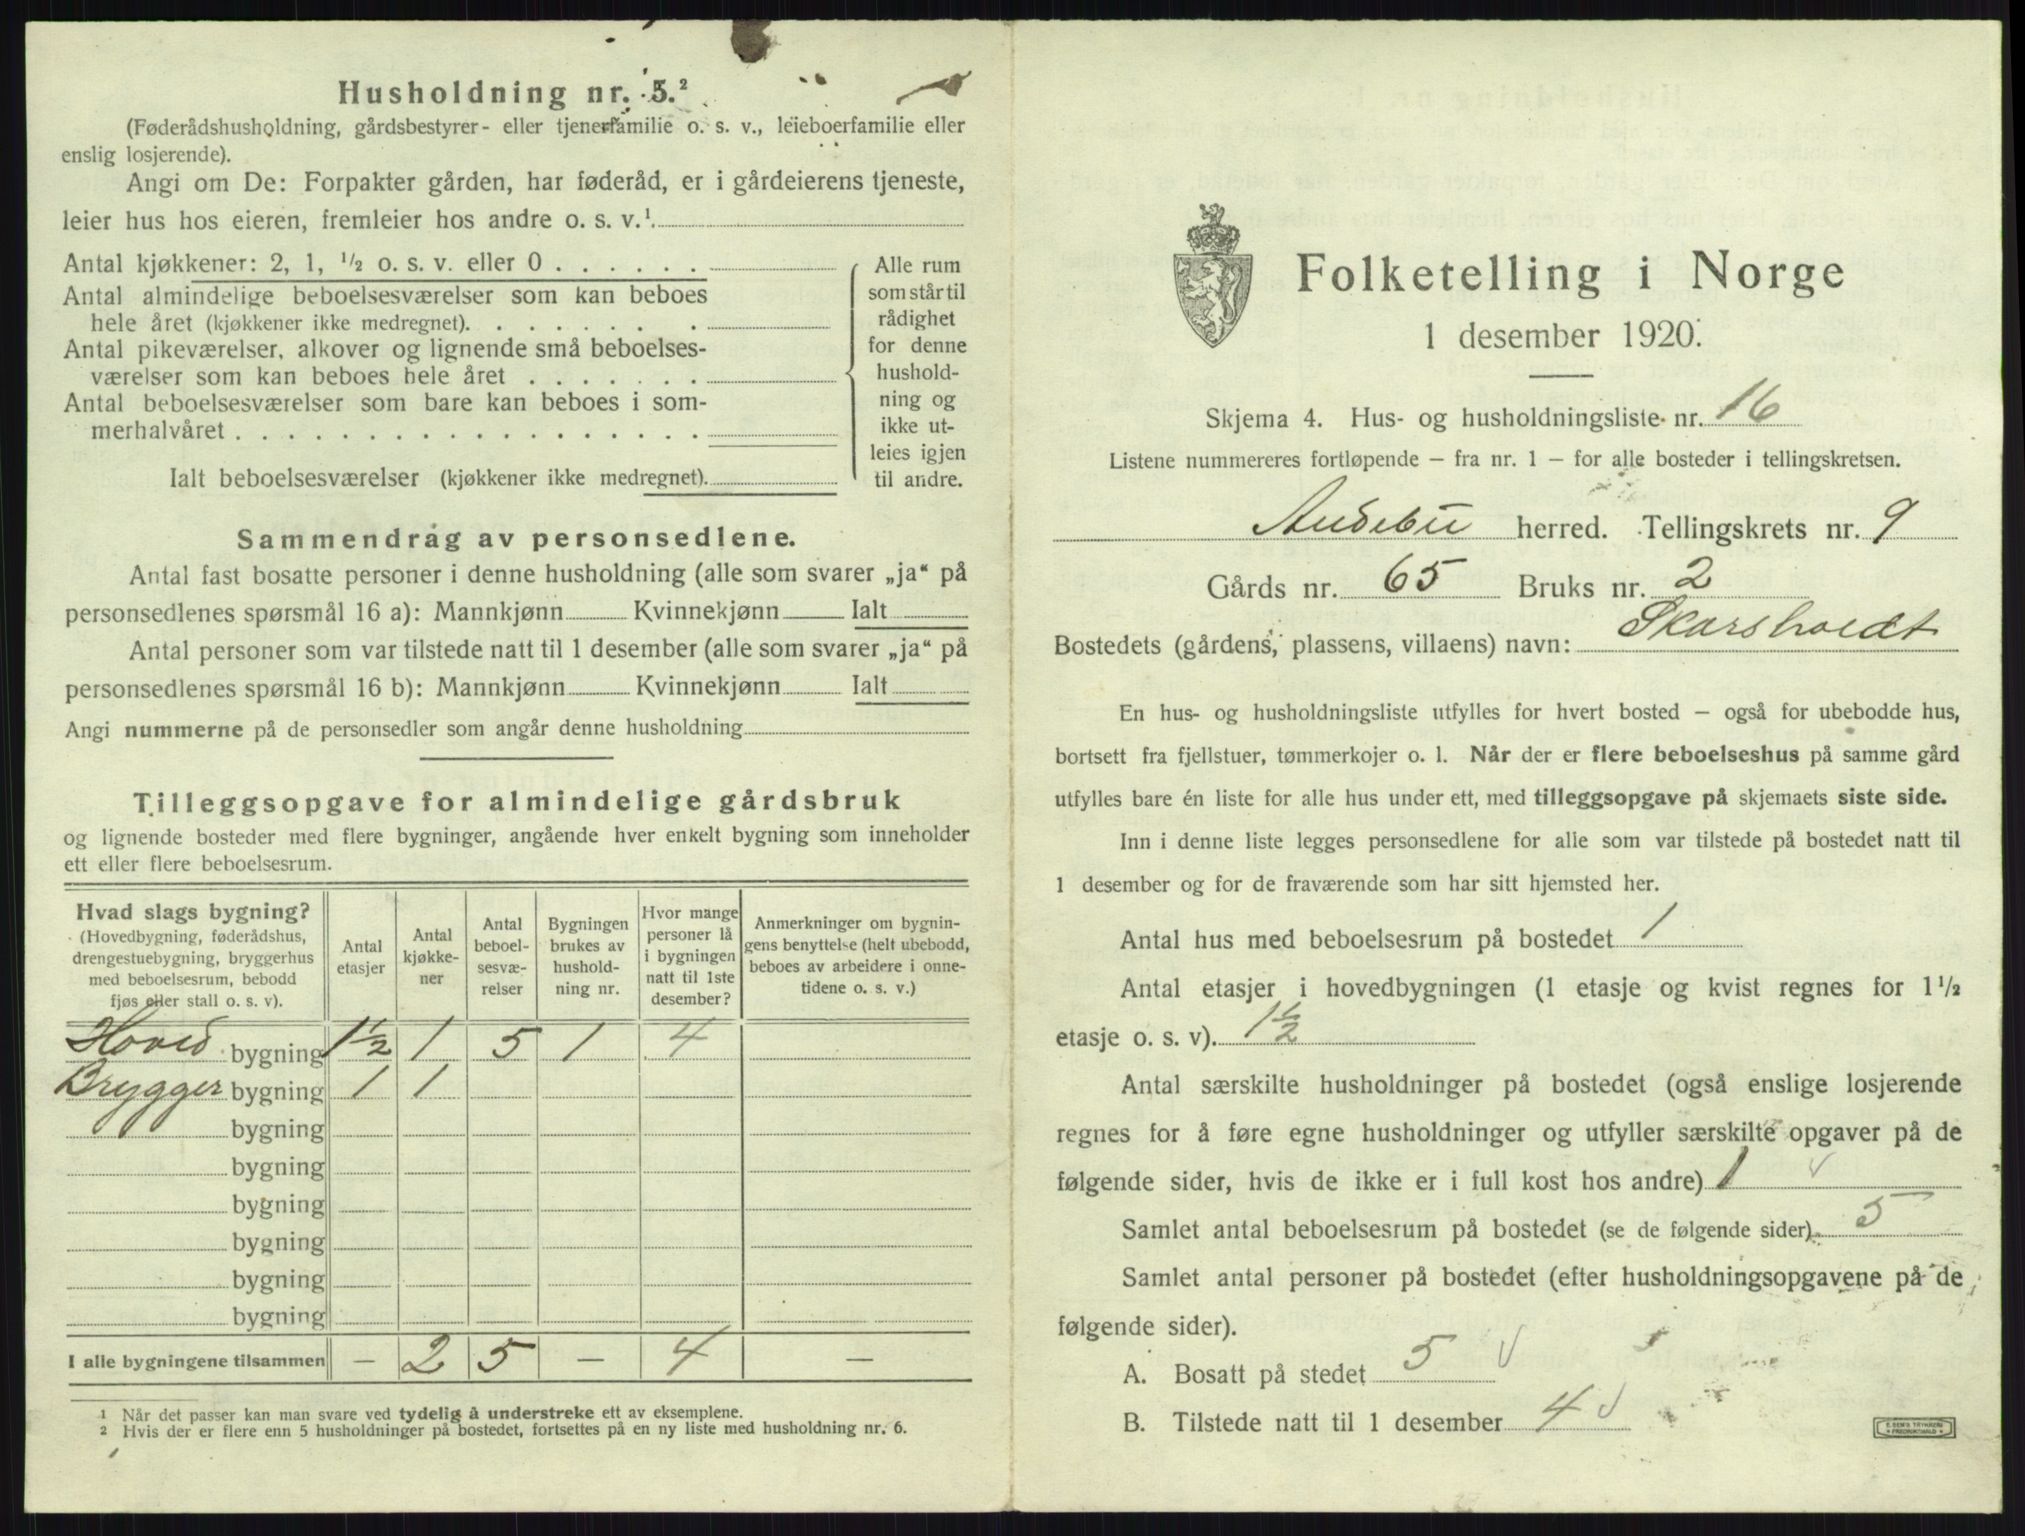 Husholdning nr. 5.²
(Føderådshusholdning, gårdsbestyrer- eller tjenerfamilie o. s. v., leieboerfamilie eller
enslig losjerende).
Angi om De: Forpakter gården, har føderåd, er i gårdeierens tjeneste,
leier hus hos eieren, fremleier hos andre o. s. v.¹
Antal kjøkkener: 2, 1, ½ o. s. v. eller 0 . . . . . .
Antal almindelige beboelsesværelser som kan beboes
hele året (kjøkkener ikke medregnet). . . . . . . .
Antal pikeværelser, alkover og lignende små beboelses-
værelser som kan beboes hele året . . . . . . .
Antal beboelsesværelser som bare kan beboes i som-
merhalvåret . . . . . . . . . . . . . . . . . .
Ialt beboelsesværelser (kjøkkener ikke medregnet).
Alle rum
som står til
rådighet
for denne
hushold-
ning og
ikke ut-
leies igjen
til andre.
Sammendrag av personsedlene.
Antal fast bosatte personer i denne husholdning (alle som svarer „ja“ på
personsedlenes spørsmål 16 a): Mannkjønn Kvinnekjønn Ialt
Antal personer som var tilstede natt til 1 desember (alle som svarer „ja“ på
personsedlenes spørsmål 16 b): Mannkjønn Kvinnekjønn Ialt
Angi nummerne på de personsedler som angår denne husholdning
Tilleggsopgave for almindelige gårdsbruk
og lignende bosteder med flere bygninger, angående hver enkelt bygning som inneholder
ett eller flere beboelsesrum.
Hvad slags bygning?
(Hovedbygning, føderådshus,
drengestuebygning, bryggerhus
med beboelsesrum, bebodd
fjøs eller stall o. s. v).
Antal
etasjer
Antal
kjøkke-
ner
Antal
beboel-
sesvæ-
relser
Bygningen
brukes av
hushold-
ning nr.
Hvor mange
personer lå
i bygningen
natt til 1ste
desember?
Anmerkninger om bygnin-
gens benyttelse (helt ubebodd,
beboes av arbeidere i onne-
tidene o. s. v.)
Hoved bygning 1½ 1 5 1 4
Brygger bygning 1 1
bygning
bygning
bygning
bygning
bygning
bygning
I alle bygningene tilsammen — 2 5 — 4 —
¹ Når det passer kan man svare ved tydelig å understreke ett av eksemplene.
² Hvis der er flere enn 5 husholdninger på bostedet, fortsettes på en ny liste med husholdning nr. 6.
Folketelling i Norge
1 desember 1920.
Skjema 4. Hus- og husholdningsliste nr. 16
Listene nummereres fortløpende — fra nr. 1 — for alle bosteder i tellingskretsen.
Andebu herred. Tellingskrets nr. 9
Gårds nr. 65 Bruks nr. 2
Bostedets (gårdens, plassens, villaens) navn: Skarsholdt
En hus- og husholdningsliste utfylles for hvert bosted — også for ubebodde hus,
bortsett fra fjellstuer, tømmerkojer o. l. Når der er flere beboelseshus på samme gård
utfylles bare én liste for alle hus under ett, med tilleggsopgave på skjemaets siste side.
Inn i denne liste legges personsedlene for alle som var tilstede på bostedet natt til
1 desember og for de fraværende som har sitt hjemsted her.
Antal hus med beboelsesrum på bostedet 1
Antal etasjer i hovedbygningen (1 etasje og kvist regnes for 1½
etasje o. s. v). 1½
Antal særskilte husholdninger på bostedet (også enslige losjerende
regnes for å føre egne husholdninger og utfyller særskilte opgaver på de
følgende sider, hvis de ikke er i full kost hos andre) 1
Samlet antal beboelsesrum på bostedet (se de følgende sider). 5
Samlet antal personer på bostedet (efter husholdningsopgavene på de
følgende sider).
A. Bosatt på stedet 5
B. Tilstede natt til 1 desember 4